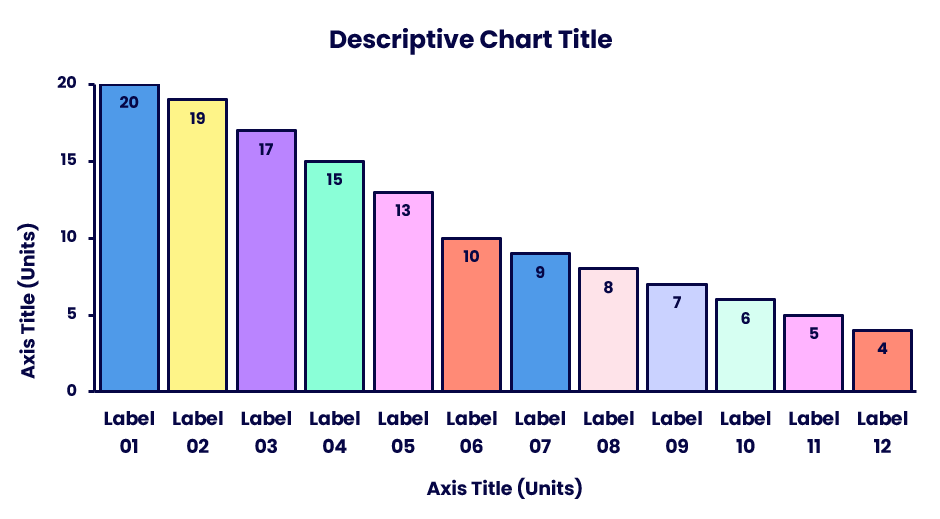 Descriptive Chart Title
20
15
10
5
0
Axis Title (Units)
20 19 17 15 13 10 9 8 7 6 5 4
Label Label Label Label Label Label Label Label Label Label Label Label
01 02 03 04 05 06 07 08 09 10 11 12
Axis Title (Units)